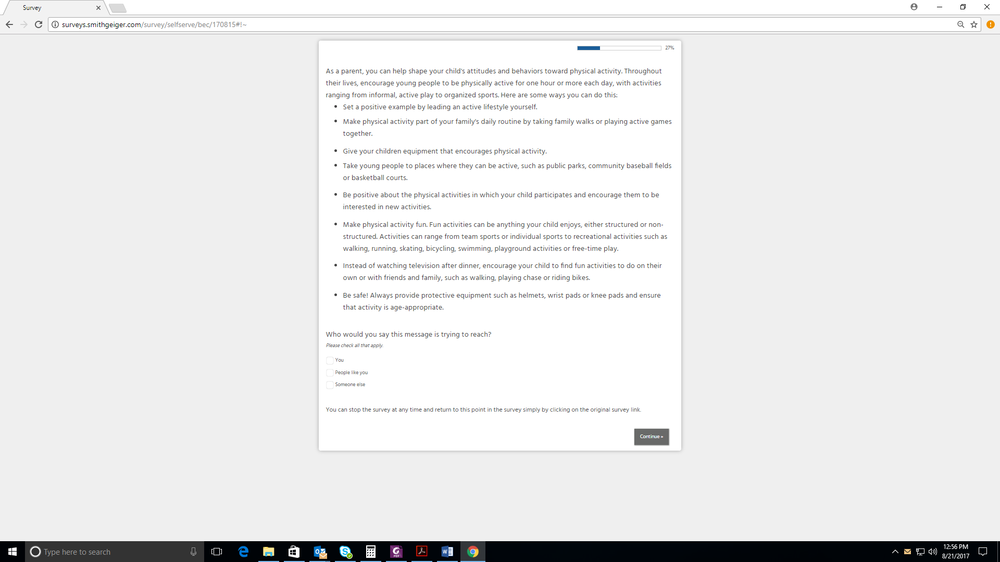 Survey
surveys.smithgeiger.com/survey/selfserve/bec/170815#!~
27%
As a parent, you can help shape your child's attitudes and behaviors toward physical activity. Throughout
their lives, encourage young people to be physically active for one hour or more each day, with activities
ranging from informal, active play to organized sports. Here are some ways you can do this:
• Set a positive example by leading an active lifestyle yourself.
• Make physical activity part of your family's daily routine by taking family walks or playing active games
together.
• Give your children equipment that encourages physical activity.
• Take young people to places where they can be active, such as public parks, community baseball fields
or basketball courts.
• Be positive about the physical activities in which your child participates and encourage them to be
interested in new activities.
• Make physical activity fun. Fun activities can be anything your child enjoys, either structured or non-
structured. Activities can range from team sports or individual sports to recreational activities such as
walking, running, skating, bicycling, swimming, playground activities or free-time play.
• Instead of watching television after dinner, encourage your child to find fun activities to do on their
own or with friends and family, such as walking, playing chase or riding bikes.
• Be safe! Always provide protective equipment such as helmets, wrist pads or knee pads and ensure
that activity is age-appropriate.
Who would you say this message is trying to reach?
Please check all that apply.
You
People like you
Someone else
You can stop the survey at any time and return to this point in the survey simply by clicking on the original survey link.
Continue »
Type here to search
12:56 PM
8/21/2017